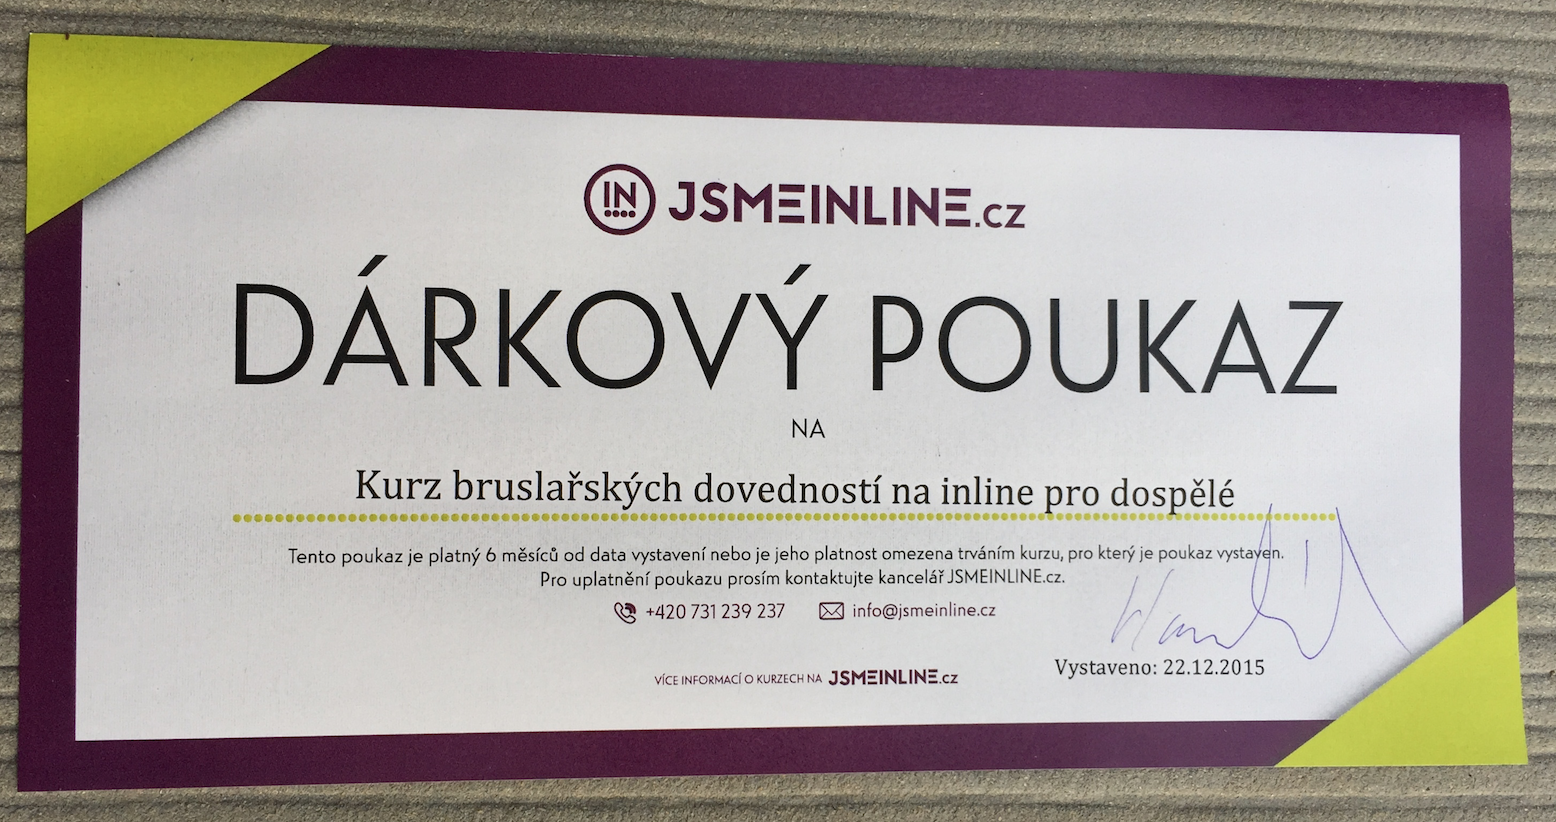 IN JSMEINLINE.cz
DÁRKOVÝ POUKAZ
NA
Kurz bruslařských dovedností na inline pro dospělé
Tento poukaz je platný 6 měsíců od data vystavení nebo je jeho platnost omezena trváním kurzu, pro který je poukaz vystaven.
Pro uplatnění poukazu prosím kontaktujte kancelář JSMEINLINE.cz.
+420 731 239 237 info@jsmeinline.cz
VÍCE INFORMACÍ O KURZECH NA JSMEINLINE.cz
Vystaveno: 22.12.2015